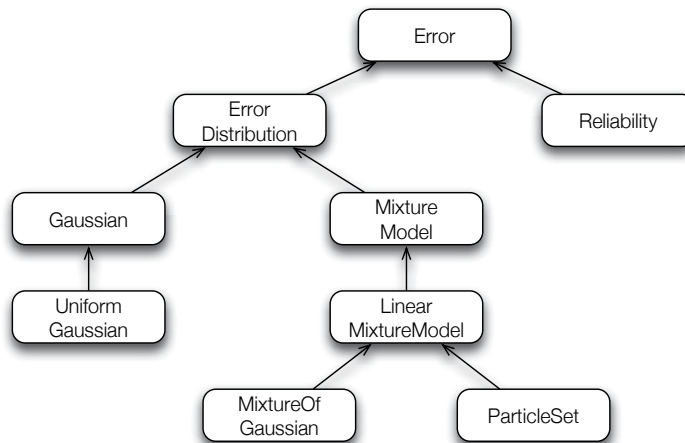 Error
Error
Distribution
Reliability
Gaussian
Mixture
Model
Uniform
Gaussian
Linear
MixtureModel
MixtureOf
Gaussian
ParticleSet